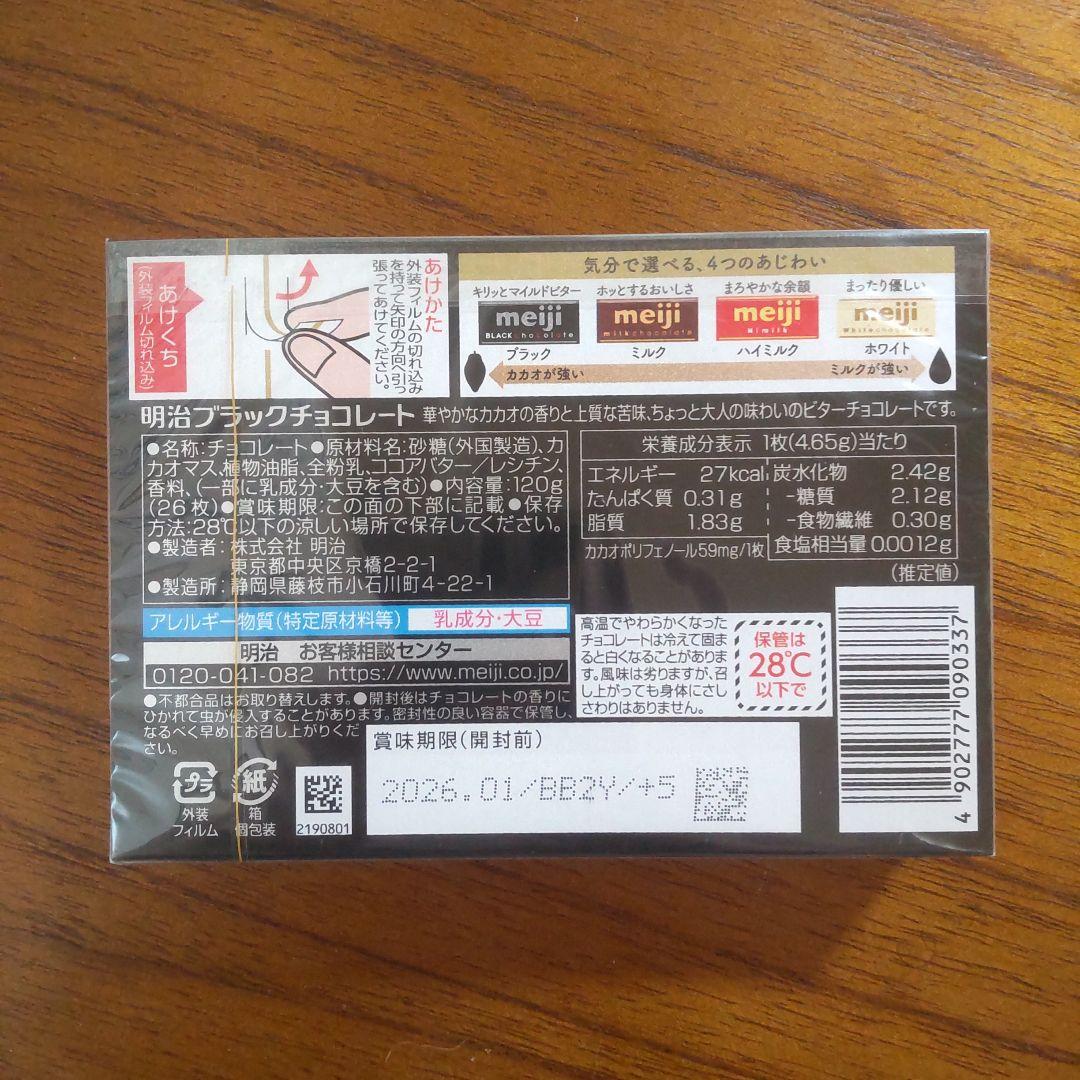 あけくち
(外装フィルム切れ込み)
あけかた
外装フィルムの切れ込み
を持って矢印の方向へ引っ
張ってあけてください。
気分で選べる、4つのあじわい
キリッとマイルドビター ホッとするおいしさ まろやかな余韻 まったり優しい
meiji meiji meiji meiji
BLACK chocolate milk chocolate Himilk White chocolate
ブラック ミルク ハイミルク ホワイト
カカオが強い ミルクが強い
明治ブラックチョコレート 華やかなカカオの香りと上質な苦味、ちょっと大人の味わいのビターチョコレートです。
●名称:チョコレート●原材料名:砂糖(外国製造)、カ
カオマス、植物油脂、全粉乳、ココアバター/レシチン、
香料、(一部に乳成分・大豆を含む)●内容量:120g
(26枚)●賞味期限:この面の下部に記載●保存
方法:28℃以下の涼しい場所で保存してください。
●製造者:株式会社 明治
東京都中央区京橋2-2-1
●製造所:静岡県藤枝市小石川町4-22-1
栄養成分表示 1枚(4.65g)当たり
エネルギー 27kcal 炭水化物 2.42g
たんぱく質 0.31g -糖質 2.12g
脂質 1.83g -食物繊維 0.30g
カカオポリフェノール59mg/1枚 食塩相当量 0.0012g
(推定値)
アレルギー物質(特定原材料等) 乳成分・大豆
明治 お客様相談センター
0120-041-082 https://www.meiji.co.jp/
●不都合品はお取り替えします。●開封後はチョコレートの香りに
ひかれて虫が侵入することがあります。密封性の良い容器で保管し、
なるべく早めにお召し上がりくだ
さい。
高温でやわらかくなった
チョコレートは冷えて固ま
ると白くなることがありま
す。風味は劣りますが、召
し上がっても身体にさし
さわりはありません。
保管は
28℃
以下で
プラ
外装
フィルム
紙
箱
個包装
2190801
賞味期限(開封前)
2026.01/BB2Y/+5
4 902777 090337